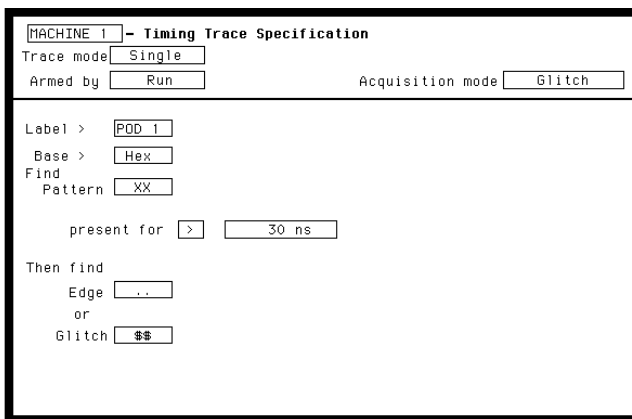 MACHINE 1 - Timing Trace Specification
Trace mode Single
Armed by Run Acquisition mode Glitch
Label > POD 1
Base > Hex
Find
Pattern XX
present for > 30 ns
Then find
Edge ..
or
Glitch $$